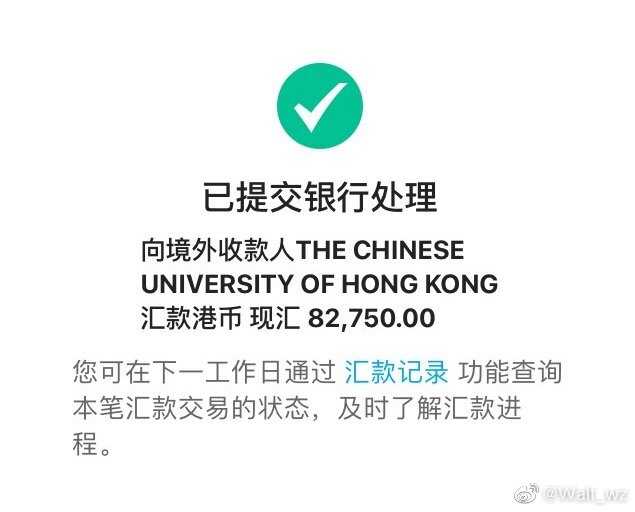 已提交银行处理
向境外收款人THE CHINESE
UNIVERSITY OF HONG KONG
汇款港币 现汇 82,750.00
您可在下一工作日通过 汇款记录 功能查询
本笔汇款交易的状态，及时了解汇款进
程。
@Walt_wz